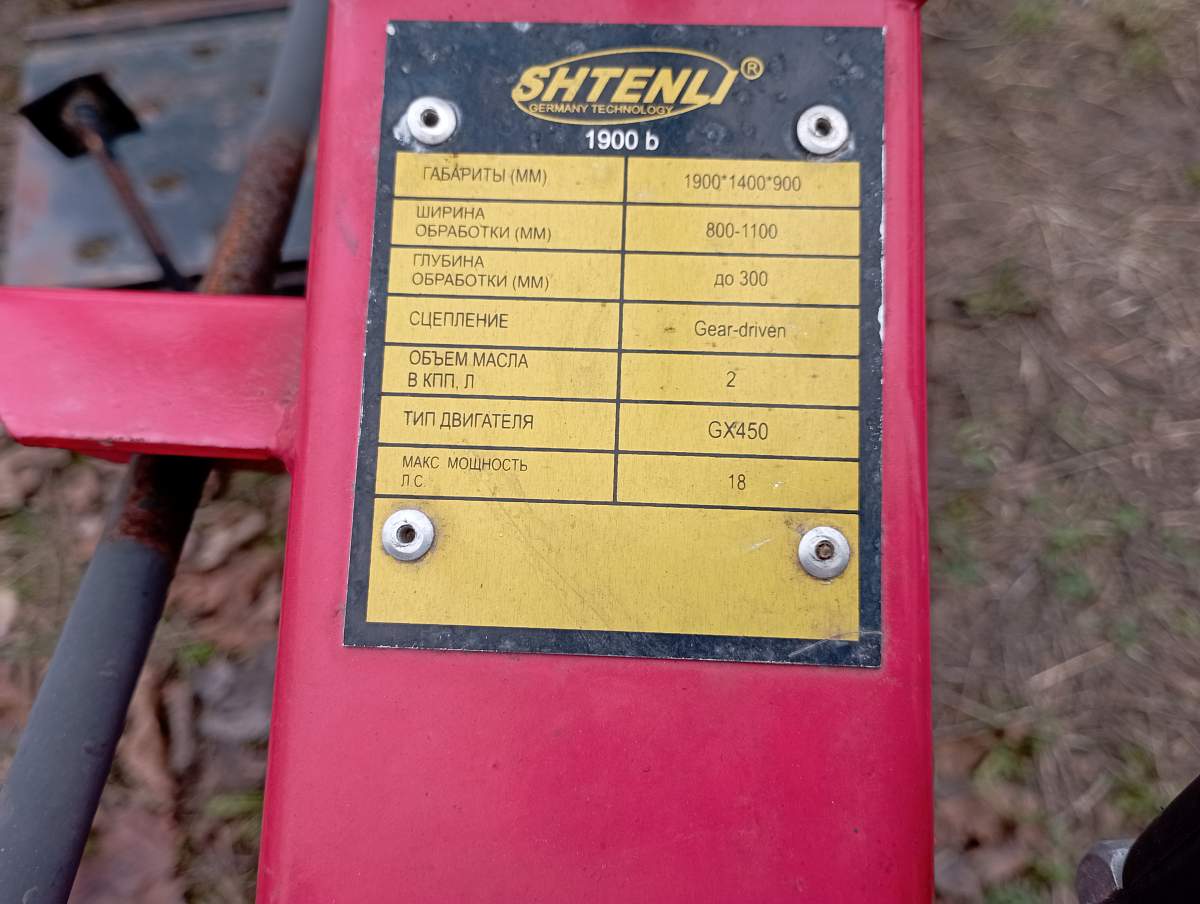 SHTENLI ®
GERMANY TECHNOLOGY
1900 b
ГАБАРИТЫ (ММ) 1900*1400*900
ШИРИНА
ОБРАБОТКИ (ММ) 800-1100
ГЛУБИНА
ОБРАБОТКИ (ММ) до 300
СЦЕПЛЕНИЕ Gear-driven
ОБЪЕМ МАСЛА
В КПП, Л 2
ТИП ДВИГАТЕЛЯ GX450
МАКС МОЩНОСТЬ
Л С 18